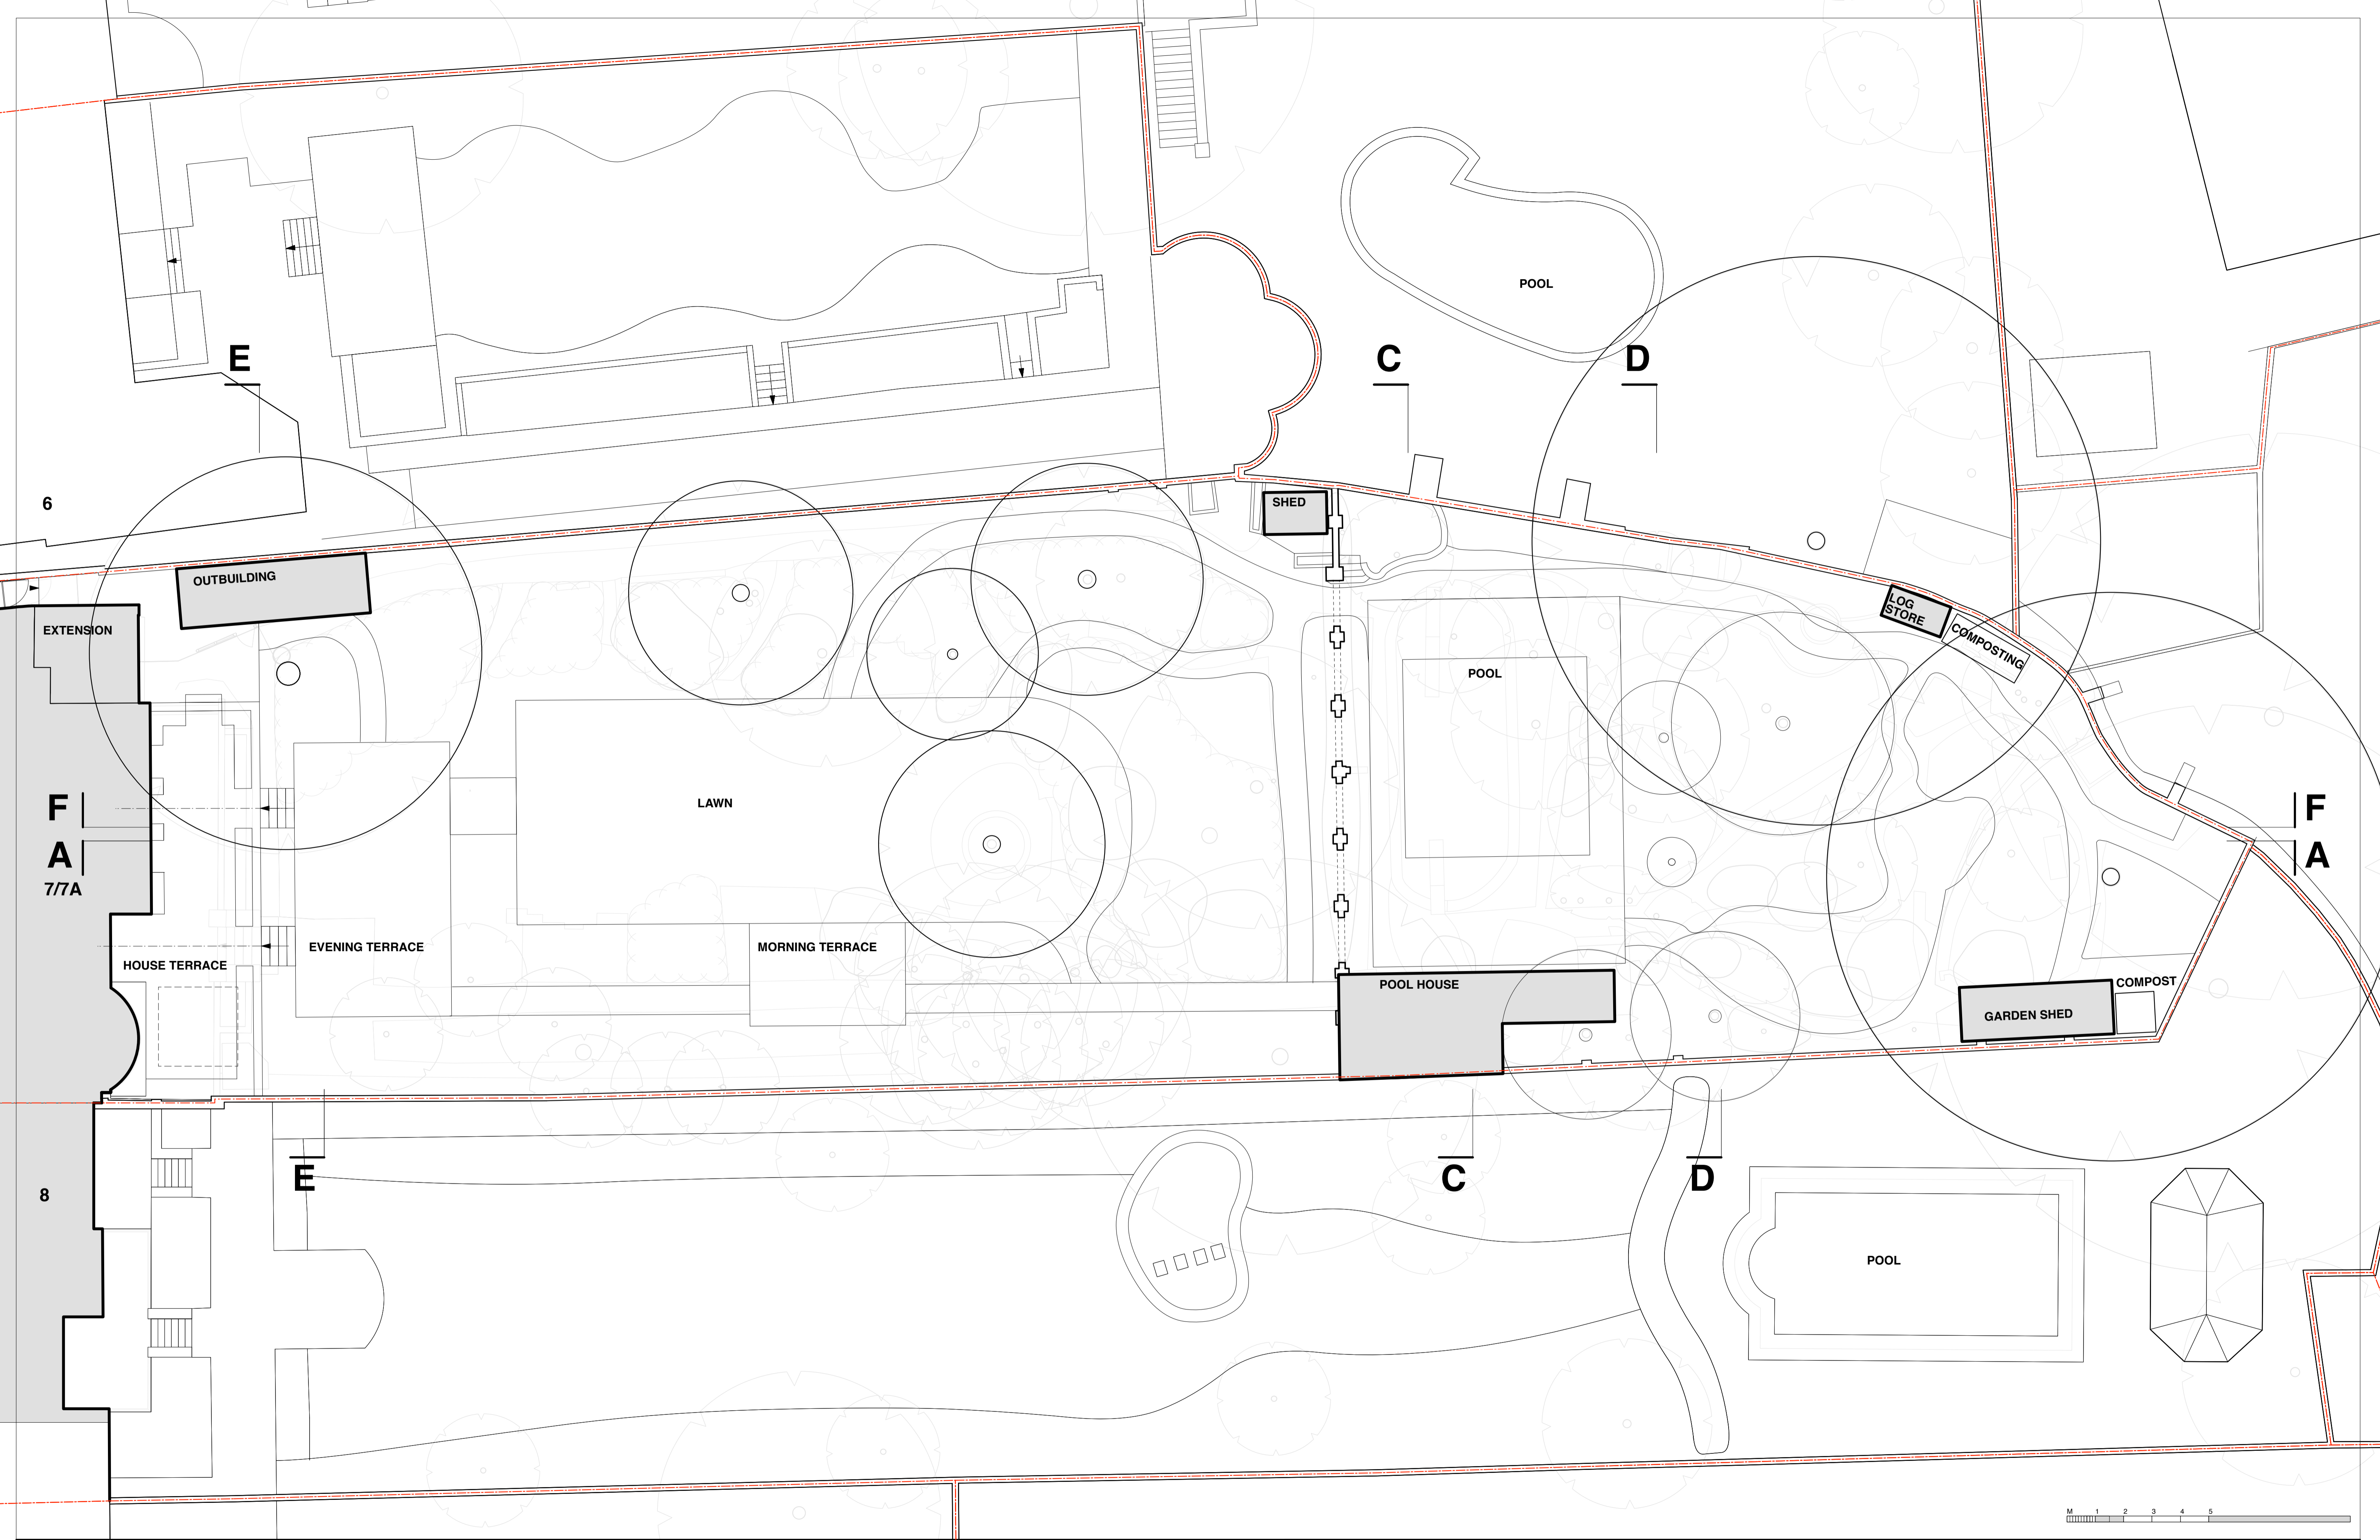 POOL
E
C
D
6
SHED
OUTBUILDING
LOG
STORE
EXTENSION
COMPOSTING
POOL
LAWN
F
F
A
A
7/7A
EVENING TERRACE
MORNING TERRACE
HOUSE TERRACE
POOL HOUSE
COMPOST
GARDEN SHED
E
C
D
8
POOL
M 1 2 3 4 5